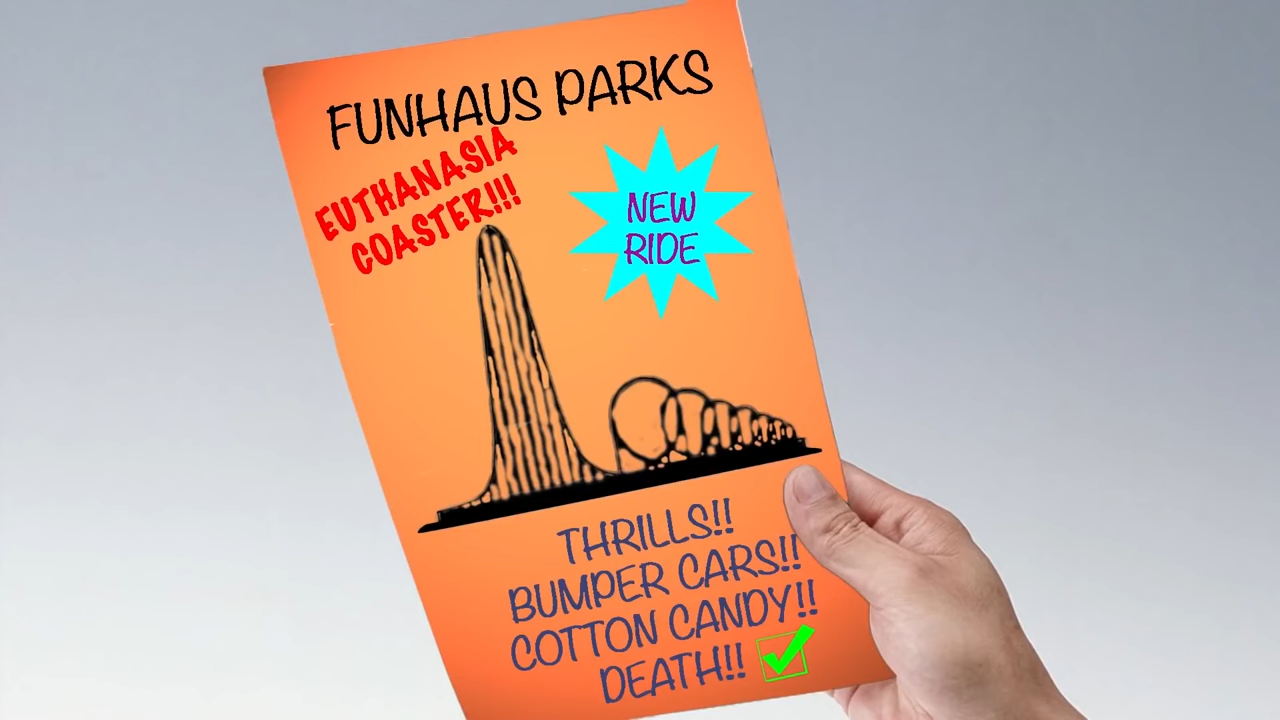 FUNHAUS PARKS
EUTHANASIA
COASTER!!!
NEW
RIDE
THRILLS!!
BUMPER CARS!!
COTTON CANDY!!
DEATH!!